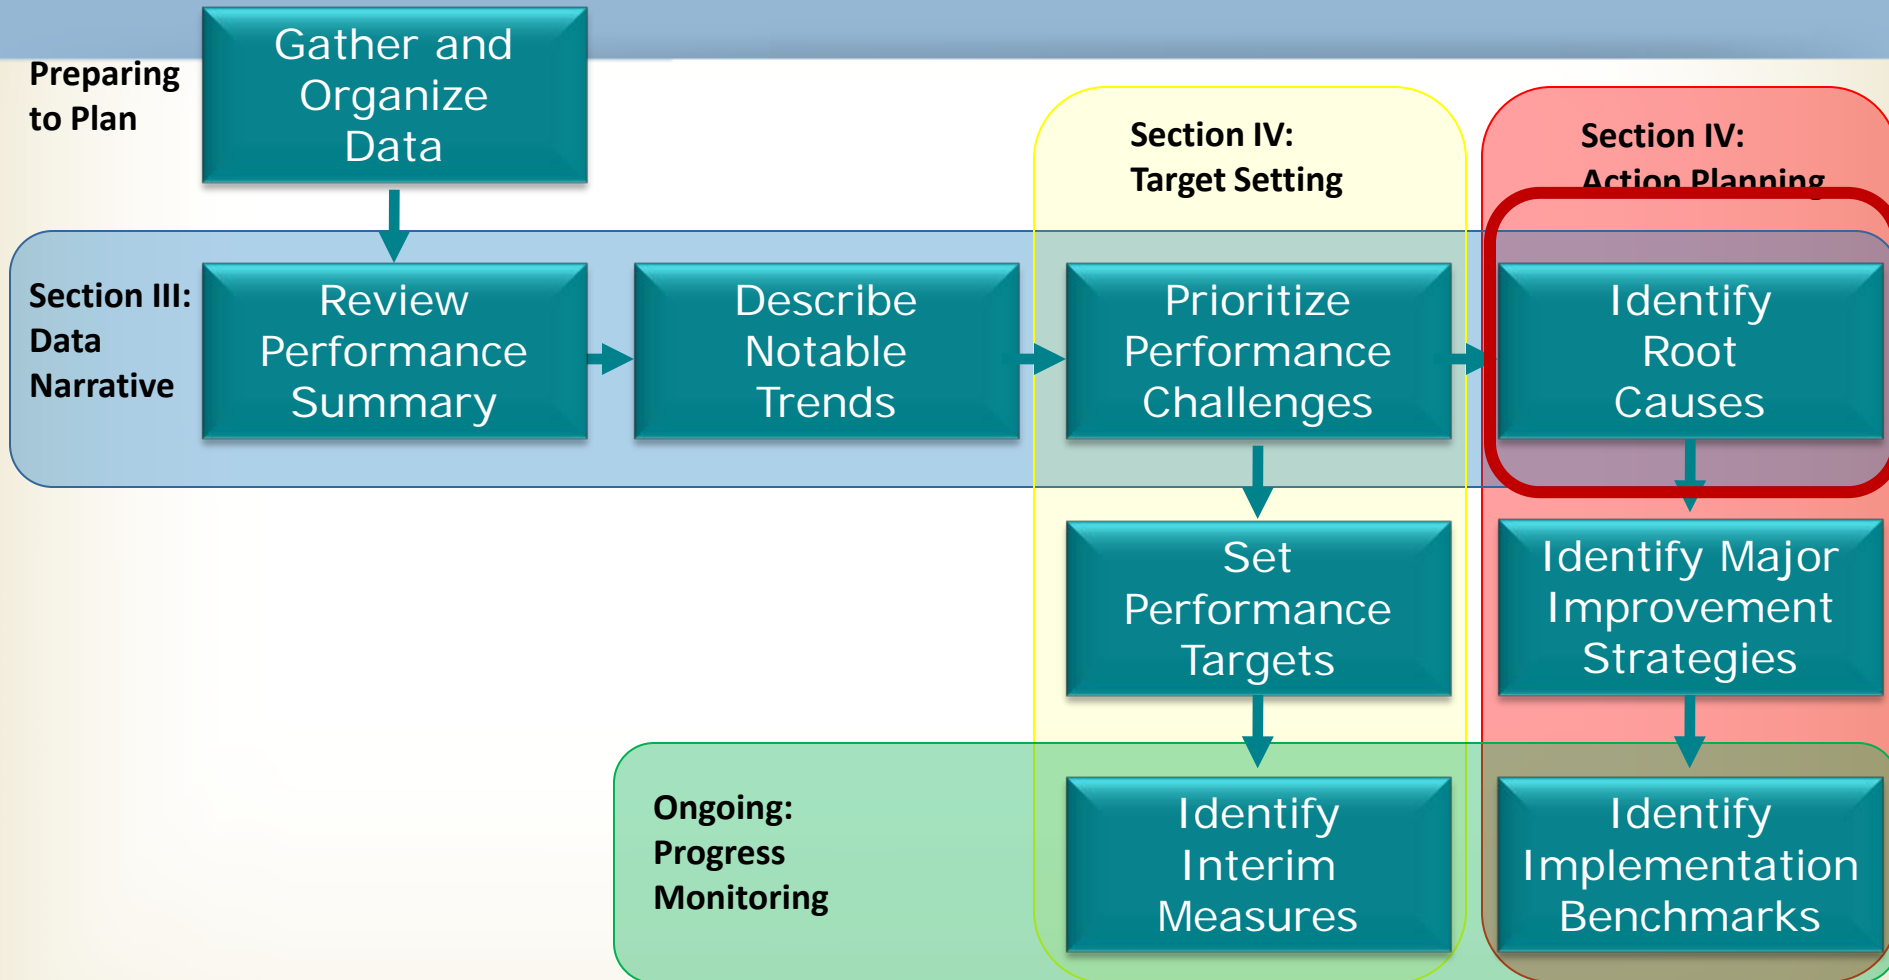 Preparing
to Plan
Gather and
Organize
Data
Section IV:
Target Setting
Section IV:
Action Planning
Section III:
Data
Narrative
Review
Performance
Summary
Describe
Notable
Trends
Prioritize
Performance
Challenges
Identify
Root
Causes
Set
Performance
Targets
Identify Major
Improvement
Strategies
Ongoing:
Progress
Monitoring
Identify
Interim
Measures
Identify
Implementation
Benchmarks